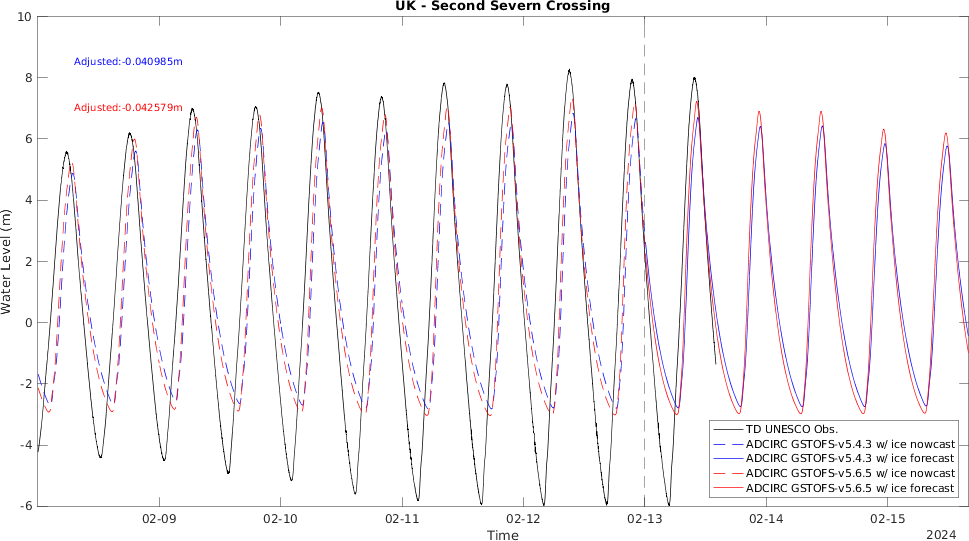 UK - Second Severn Crossing
10
8
6
4
2
0
-2
-4
-6
Water Level (m)
Adjusted:-0.040985m
Adjusted:-0.042579m
TD UNESCO Obs.
ADCIRC GSTOFS-v5.4.3 w/ ice nowcast
ADCIRC GSTOFS-v5.4.3 w/ ice forecast
ADCIRC GSTOFS-v5.6.5 w/ ice nowcast
ADCIRC GSTOFS-v5.6.5 w/ ice forecast
02-09 02-10 02-11 02-12 02-13 02-14 02-15
Time
2024